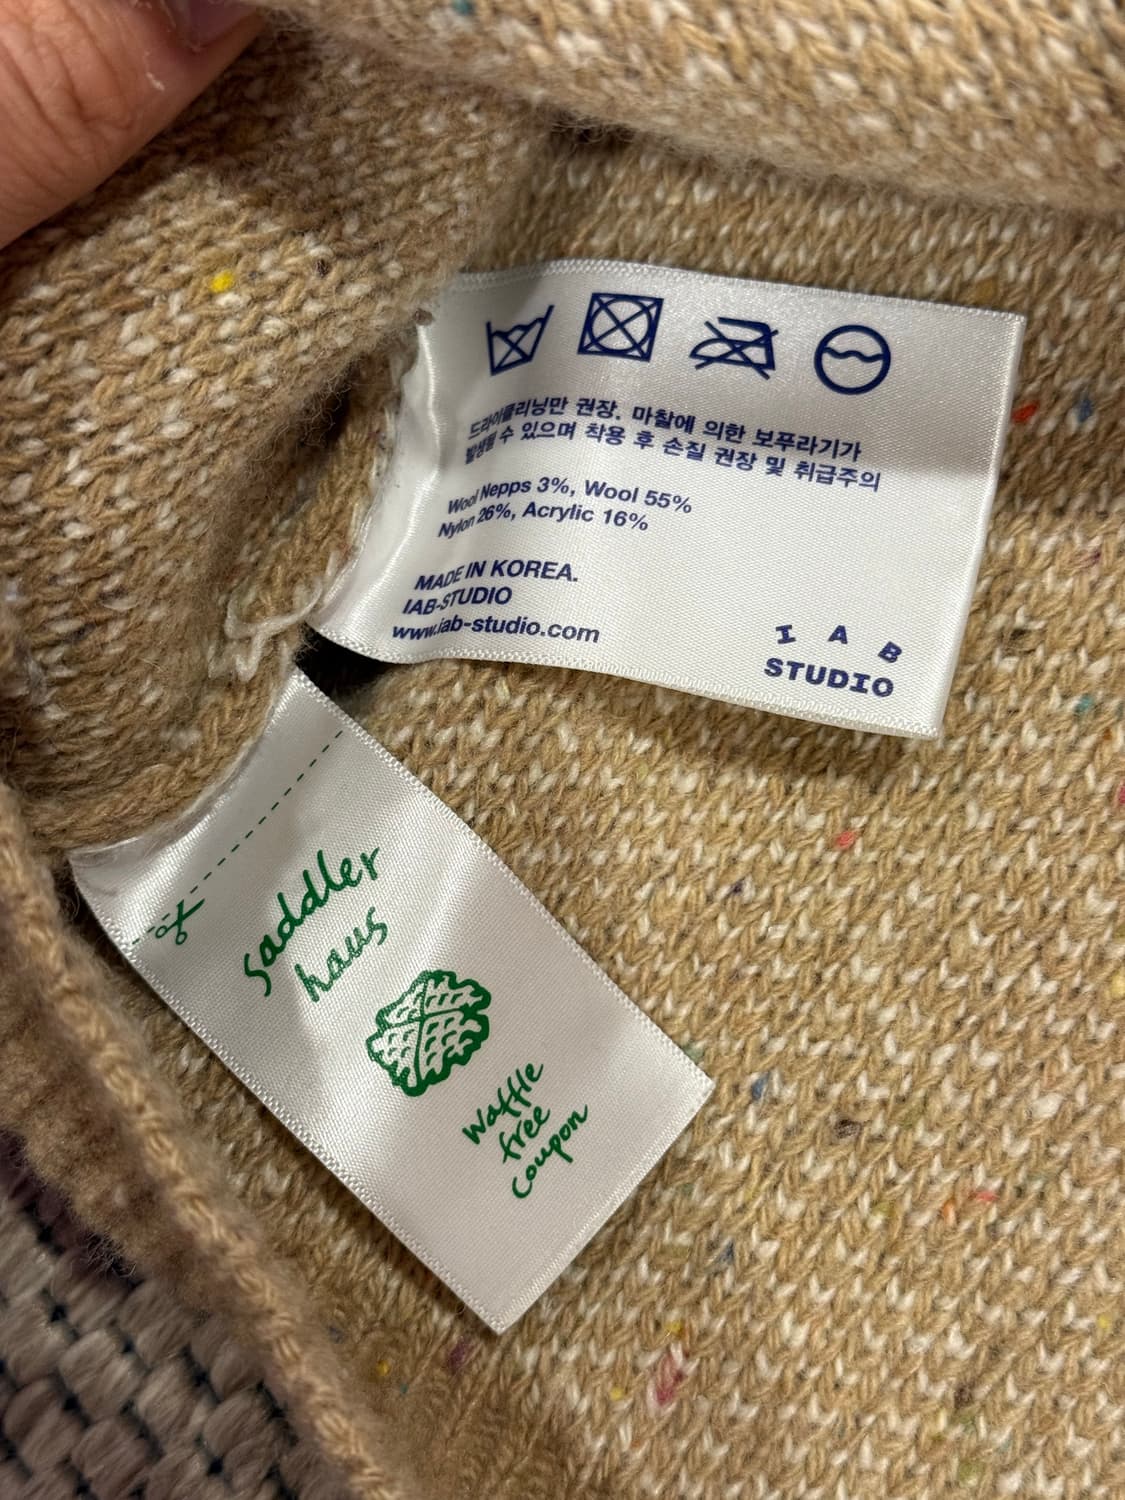 드라이클리닝만 권장. 마찰에 의한 보푸라기가
발생될 수 있으며 착용 후 손질 권장 및 취급주의
Wool Nepps 3%, Wool 55%
Nylon 26%, Acrylic 16%
MADE IN KOREA.
IAB-STUDIO
www.iab-studio.com
I A B
STUDIO
saddler
haus
waffle
free
coupon